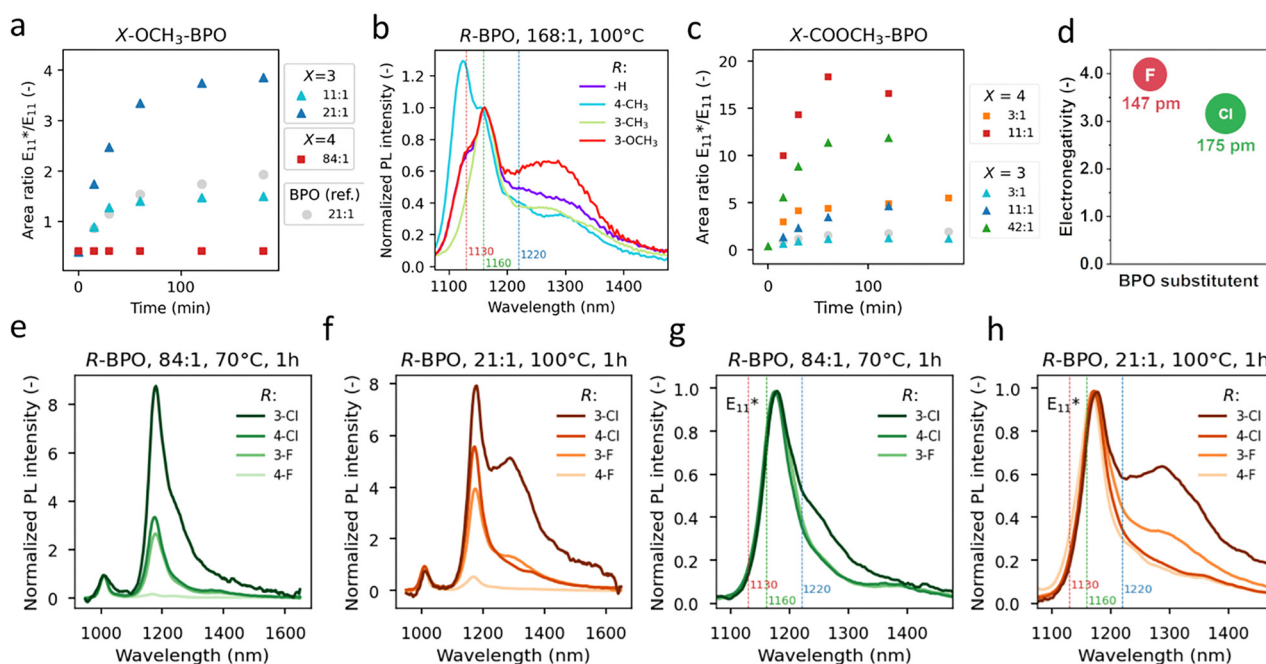 a
X-OCH₃-BPO
Area ratio E₁₁*/E₁₁ (-)
4
3
2
1
0
100
Time (min)
X=3
11:1
21:1
X=4
84:1
BPO (ref.)
21:1
b
R-BPO, 168:1, 100°C
Normalized PL intensity (-)
1.2
1.0
0.8
0.6
0.4
0.2
0.0
R:
-H
4-CH₃
3-CH₃
3-OCH₃
1130
1160
1220
1100
1200
1300
1400
Wavelength (nm)
c
X-COOCH₃-BPO
Area ratio E₁₁*/E₁₁ (-)
20
15
10
5
0
0
100
Time (min)
X = 4
3:1
11:1
X = 3
3:1
11:1
42:1
d
Electronegativity (-)
4.0
3.0
2.0
1.0
0.0
F
147 pm
Cl
175 pm
BPO substitutent
e
R-BPO, 84:1, 70°C, 1h
Normalized PL intensity (-)
8
6
4
2
0
R:
3-Cl
4-Cl
3-F
4-F
1000
1200
1400
1600
Wavelength (nm)
f
R-BPO, 21:1, 100°C, 1h
Normalized PL intensity (-)
8
6
4
2
0
R:
3-Cl
4-Cl
3-F
4-F
1000
1200
1400
1600
Wavelength (nm)
g
R-BPO, 84:1, 70°C, 1h
Normalized PL intensity (-)
1.0
0.8
0.6
0.4
0.2
0.0
E₁₁*
R:
3-Cl
4-Cl
3-F
1130
1160
1220
1100
1200
1300
1400
Wavelength (nm)
h
R-BPO, 21:1, 100°C, 1h
Normalized PL intensity (-)
1.0
0.8
0.6
0.4
0.2
0.0
E₁₁*
R:
3-Cl
4-Cl
3-F
4-F
1130
1160
1220
1100
1200
1300
1400
Wavelength (nm)